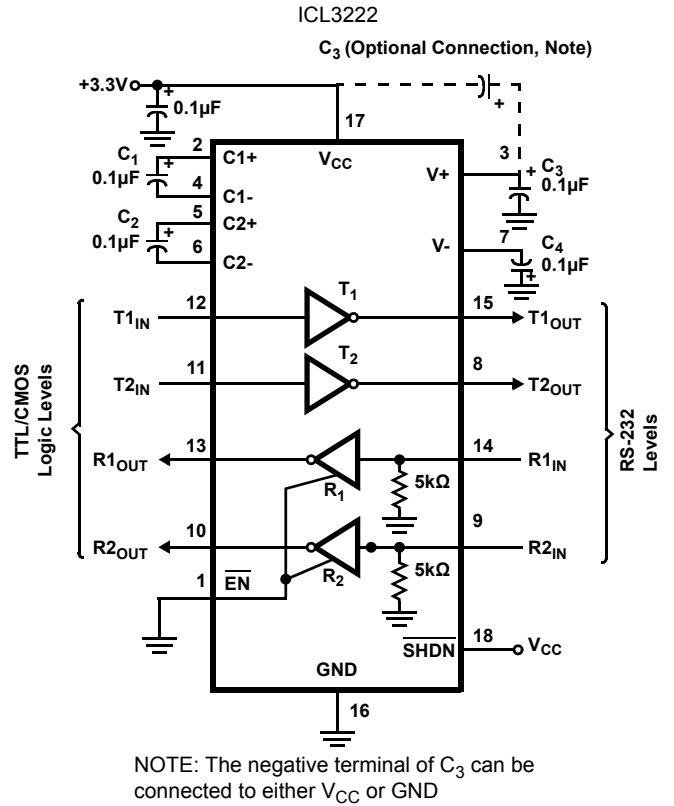 ICL3222
C3 (Optional Connection, Note)
+3.3V
+
0.1µF
+
17
2
C1+
VCC
3
C1
0.1µF
+
V+
+
C3
0.1µF
4
C1-
5
C2+
C2
0.1µF
+
7
V-
C4
0.1µF
+
6
C2-
T1
12
15
T1IN
T1OUT
T2
11
8
T2IN
T2OUT
TTL/CMOS
Logic Levels
RS-232
Levels
13
14
R1OUT
R1IN
R1
5kΩ
10
9
R2OUT
R2IN
R2
5kΩ
1
EN
18
SHDN
VCC
GND
16
NOTE: The negative terminal of C3 can be
connected to either VCC or GND